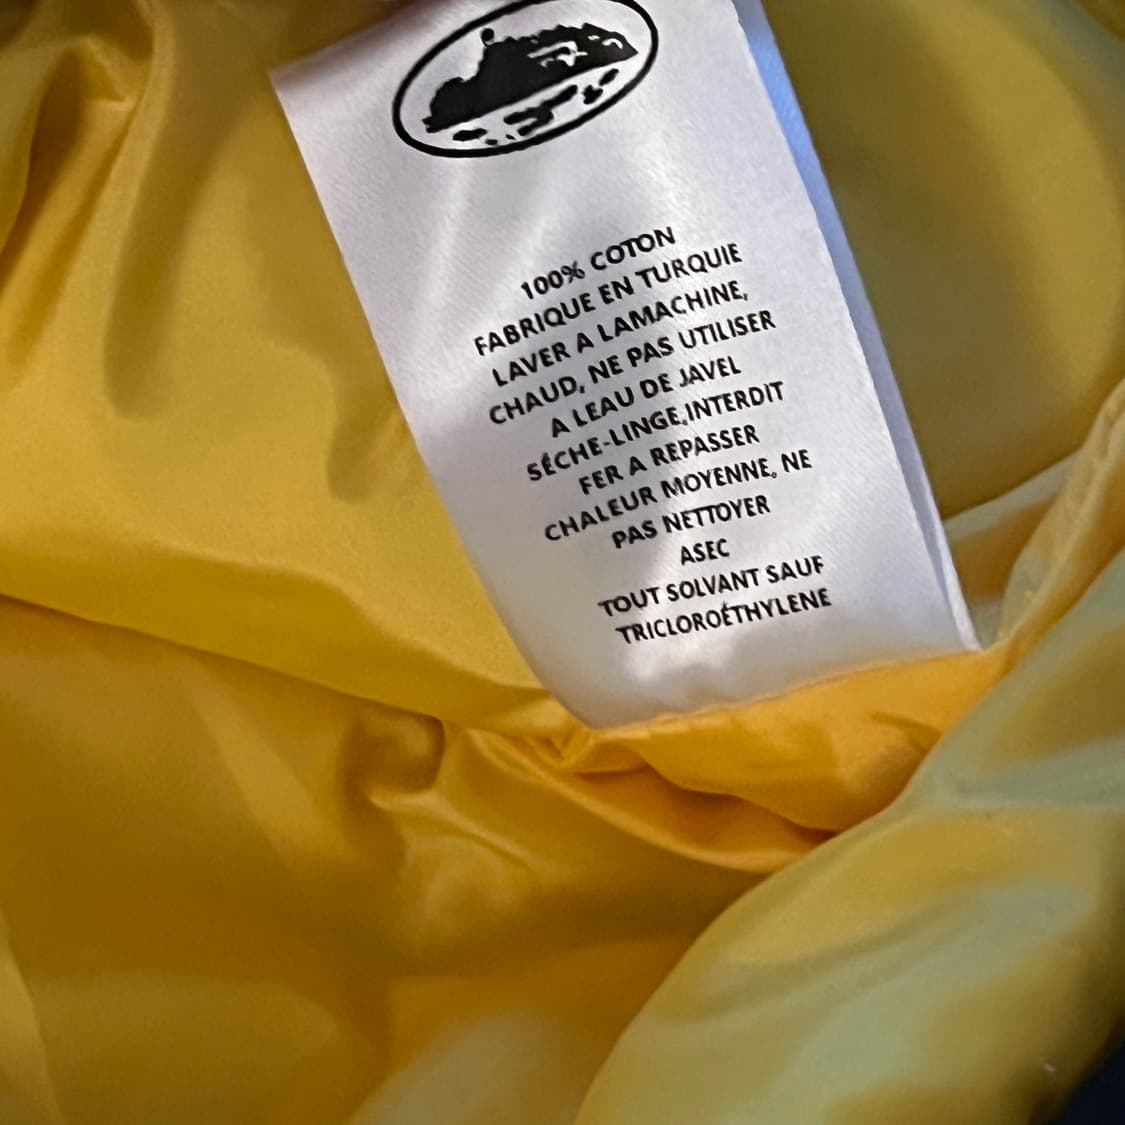 100% COTON
FABRIQUE EN TURQUIE
LAVER A LAMACHINE,
CHAUD, NE PAS UTILISER
A LEAU DE JAVEL
SÉCHE-LINGE,INTERDIT
FER A REPASSER
CHALEUR MOYENNE, NE
PAS NETTOYER
ASEC
TOUT SOLVANT SAUF
TRICLOROÉTHYLENE